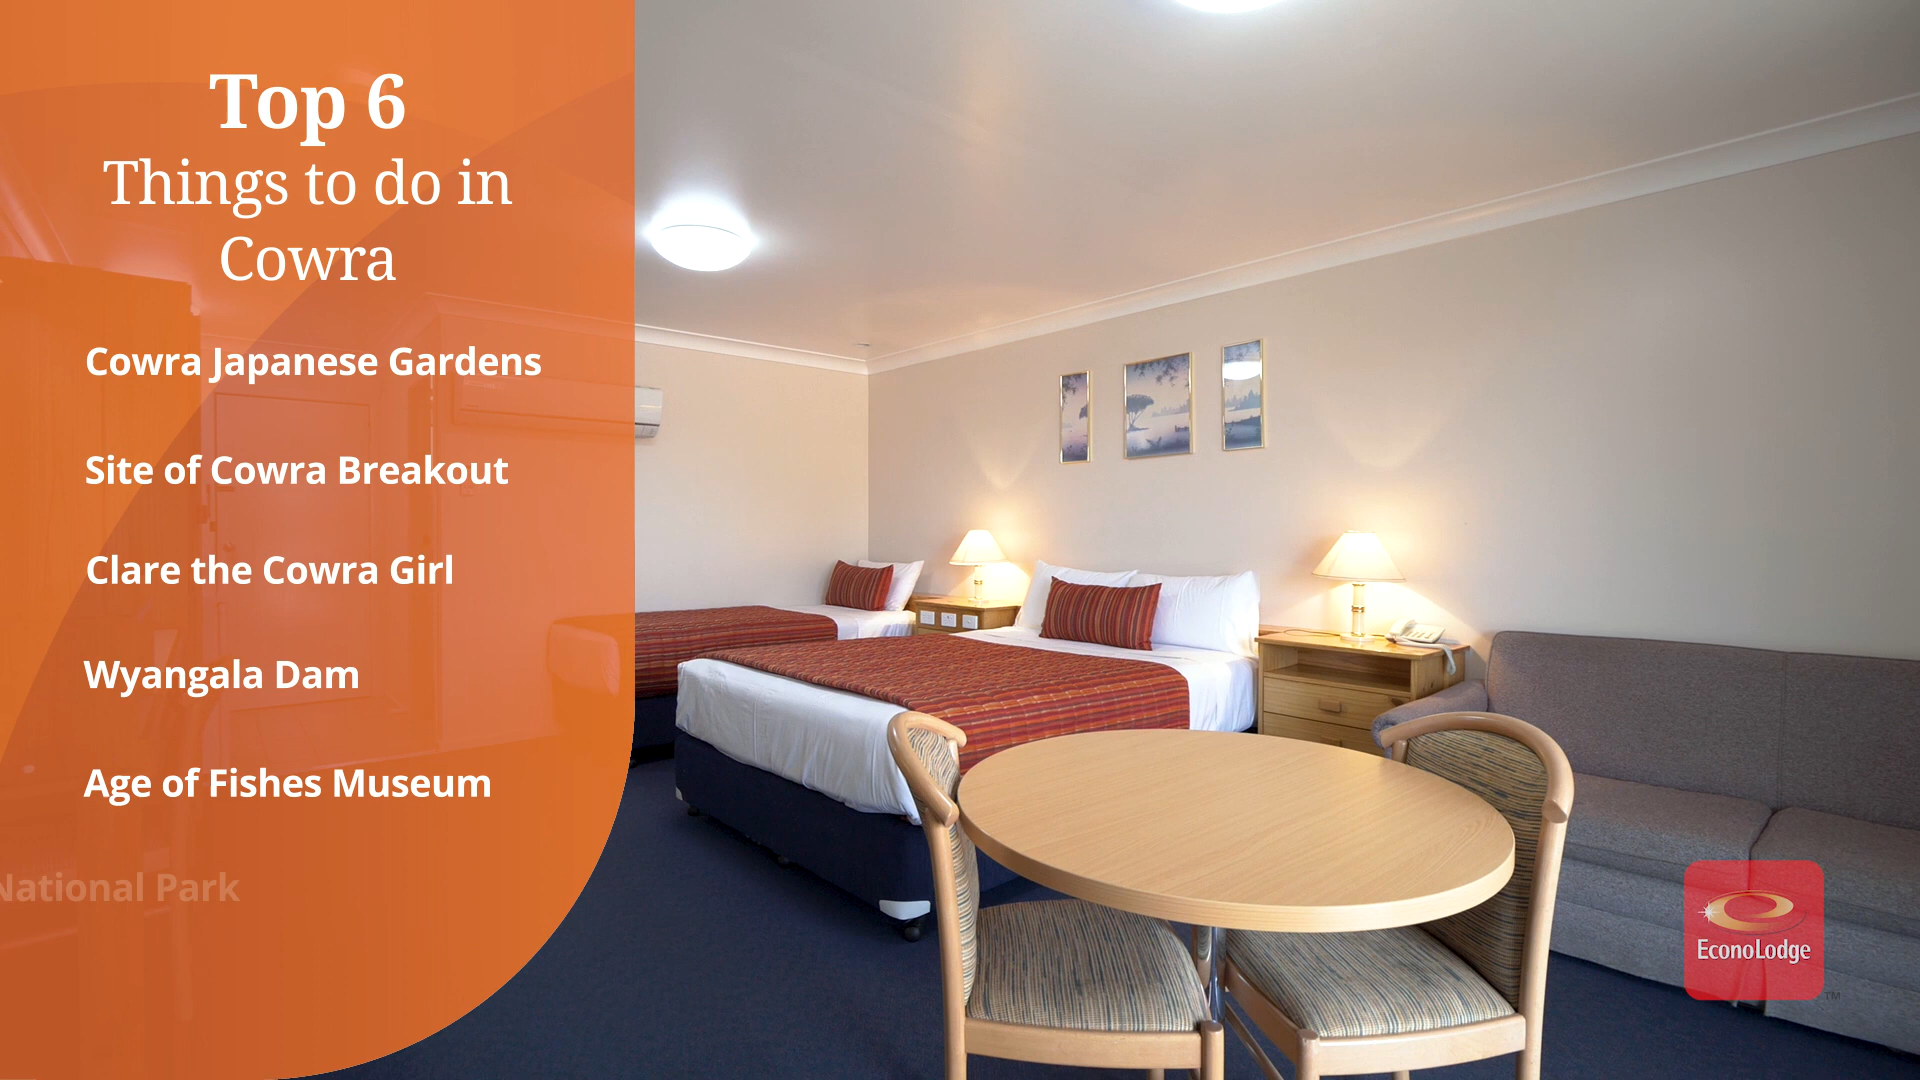 Top 6
Things to do in
Cowra
Cowra Japanese Gardens
Site of Cowra Breakout
Clare the Cowra Girl
Wyangala Dam
Age of Fishes Museum
National Park
EconoLodge
TM